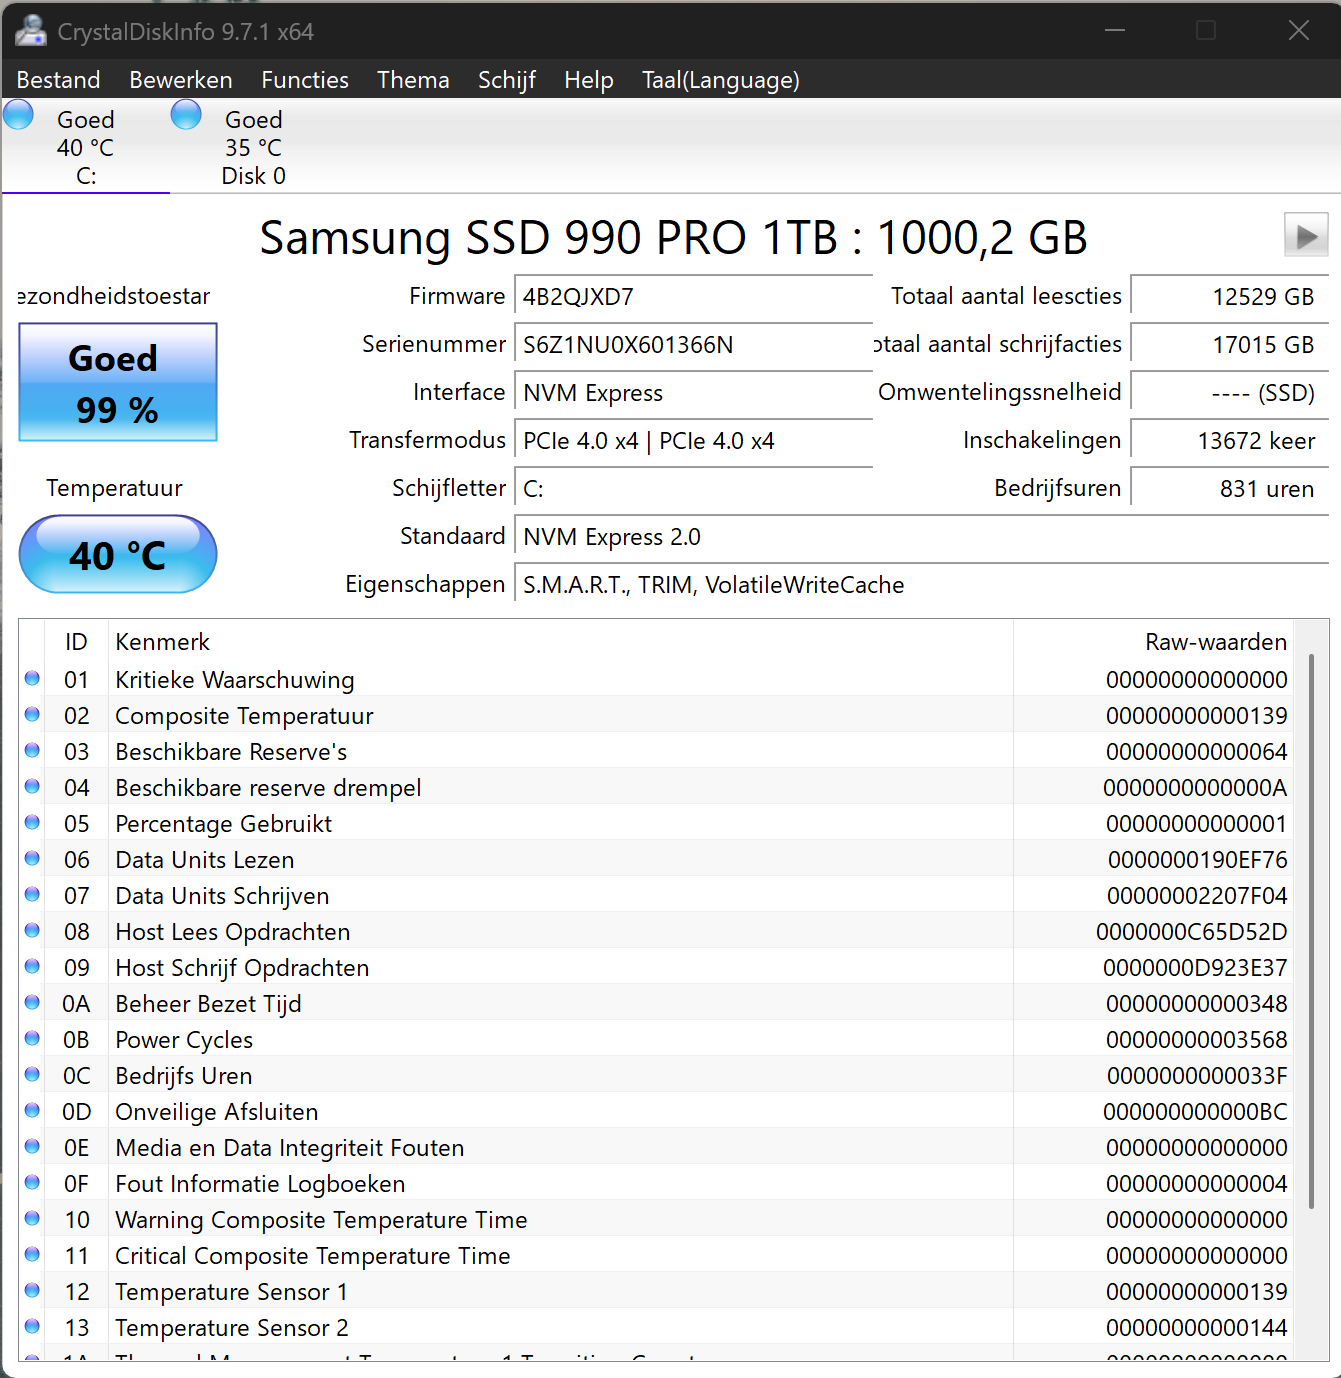 CrystalDiskInfo 9.7.1 x64
Bestand Bewerken Functies Thema Schijf Help Taal(Language)
Goed Goed
40 °C 35 °C
C: Disk 0
Samsung SSD 990 PRO 1TB : 1000,2 GB
ezondheidstoestar Firmware 4B2QJXD7 Totaal aantal leescties 12529 GB
Goed Serienummer S6Z1NU0X601366N otaal aantal schrijfacties 17015 GB
99 % Interface NVM Express Omwentelingssnelheid ---- (SSD)
Transfermodus PCIe 4.0 x4 | PCIe 4.0 x4 Inschakelingen 13672 keer
Temperatuur Schijfletter C: Bedrijfsuren 831 uren
40 °C Standaard NVM Express 2.0
Eigenschappen S.M.A.R.T., TRIM, VolatileWriteCache
ID Kenmerk Raw-waarden
01 Kritieke Waarschuwing 00000000000000
02 Composite Temperatuur 00000000000139
03 Beschikbare Reserve's 00000000000064
04 Beschikbare reserve drempel 0000000000000A
05 Percentage Gebruikt 00000000000001
06 Data Units Lezen 0000000190EF76
07 Data Units Schrijven 00000002207F04
08 Host Lees Opdrachten 0000000C65D52D
09 Host Schrijf Opdrachten 0000000D923E37
0A Beheer Bezet Tijd 00000000000348
0B Power Cycles 00000000003568
0C Bedrijfs Uren 0000000000033F
0D Onveilige Afsluiten 000000000000BC
0E Media en Data Integriteit Fouten 00000000000000
0F Fout Informatie Logboeken 00000000000004
10 Warning Composite Temperature Time 00000000000000
11 Critical Composite Temperature Time 00000000000000
12 Temperature Sensor 1 00000000000139
13 Temperature Sensor 2 00000000000144